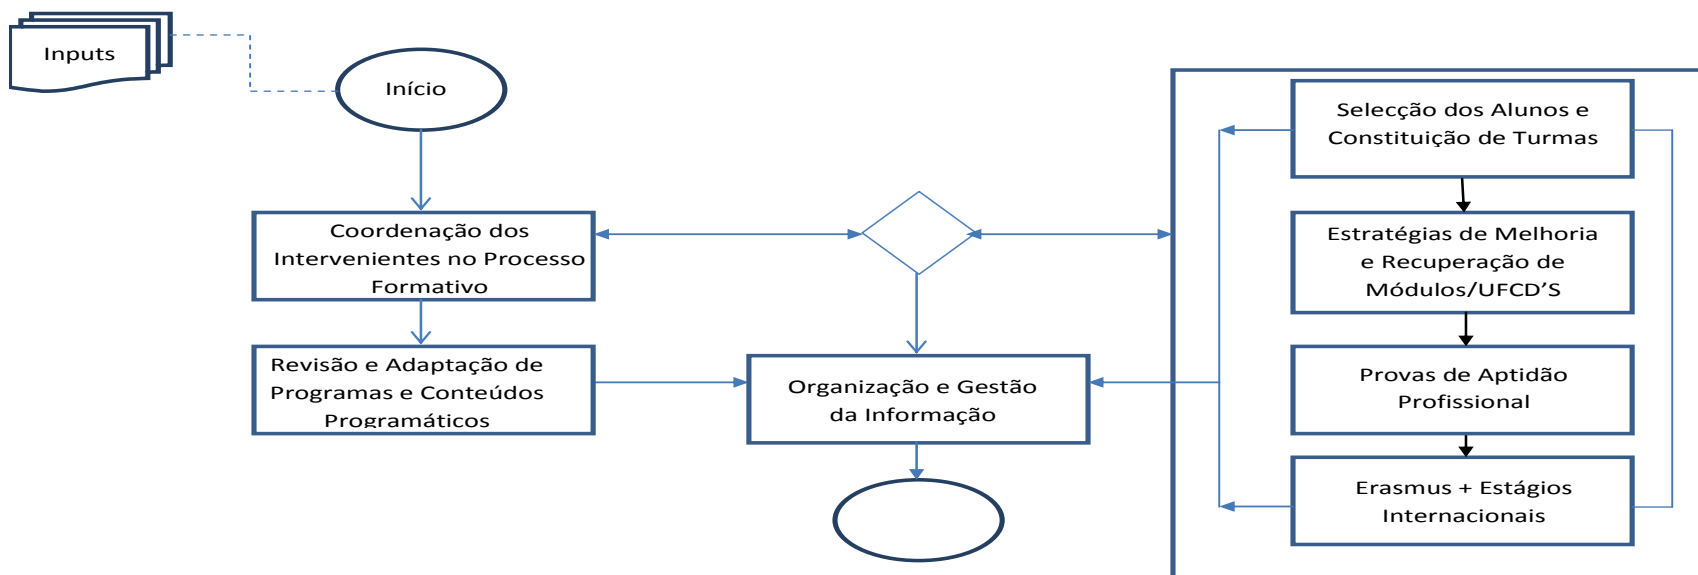 Inputs
Início
Coordenação dos
Intervenientes no Processo
Formativo
Revisão e Adaptação de
Programas e Conteúdos
Programáticos
Organização e Gestão
da Informação
Selecção dos Alunos e
Constituição de Turmas
Estratégias de Melhoria
e Recuperação de
Módulos/UFCD’S
Provas de Aptidão
Profissional
Erasmus + Estágios
Internacionais